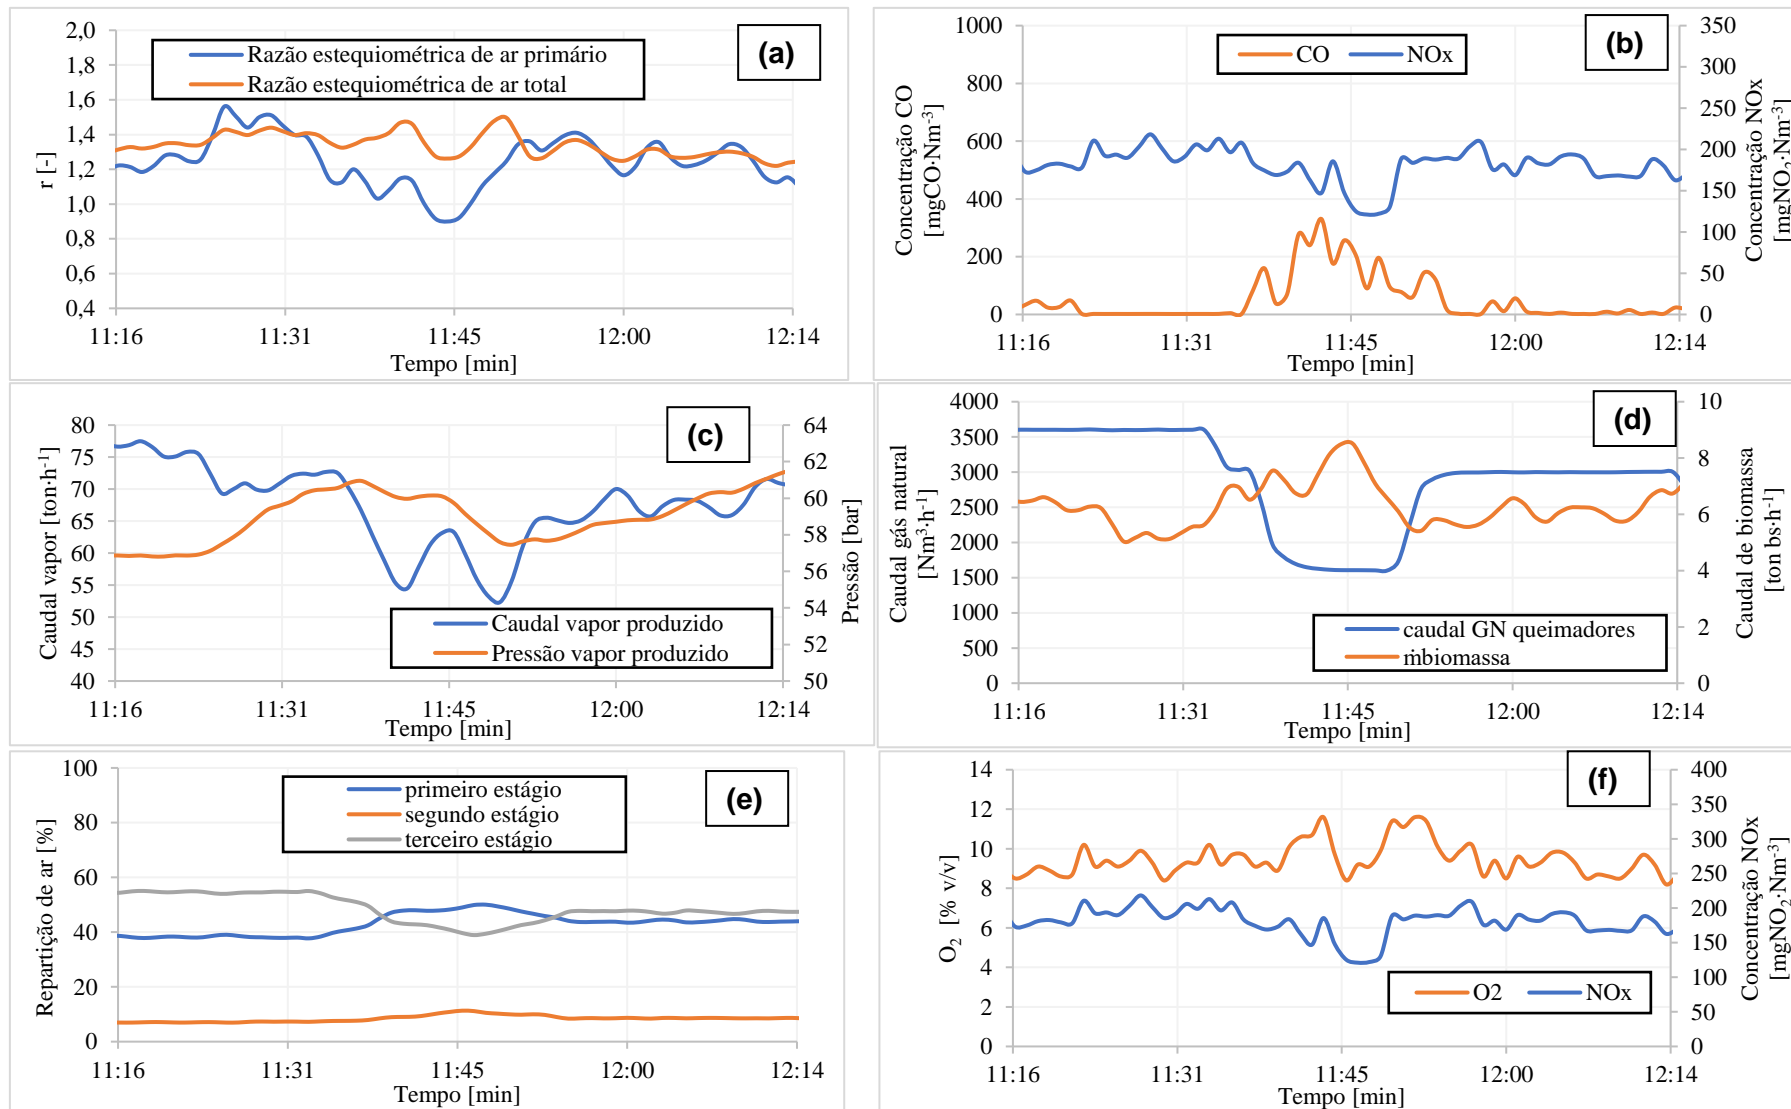 (a)
2,0
1,8
1,6
1,4
1,2
1,0
0,8
0,6
0,4
r [-]
Razão estequiométrica de ar primário
Razão estequiométrica de ar total
11:16 11:31 11:45 12:00 12:14
Tempo [min]
(b)
1000
800
600
400
200
0
Concentração CO
[mgCO·Nm-3]
CO NOx
350
300
250
200
150
100
50
0
Concentração NOx
[mgNO2·Nm-3]
11:16 11:31 11:45 12:00 12:14
Tempo [min]
(c)
80
75
70
65
60
55
50
45
40
Caudal vapor [ton·h-1]
64
62
60
58
56
54
52
50
Pressão [bar]
Caudal vapor produzido
Pressão vapor produzido
11:16 11:31 11:45 12:00 12:14
Tempo [min]
(d)
4000
3500
3000
2500
2000
1500
1000
500
0
Caudal gás natural
[Nm3·h-1]
10
8
6
4
2
0
Caudal de biomassa
[ton bs·h-1]
caudal GN queimadores
ṁbiomassa
11:16 11:31 11:45 12:00 12:14
Tempo [min]
(e)
100
80
60
40
20
0
Repartição de ar [%]
primeiro estágio
segundo estágio
terceiro estágio
11:16 11:31 11:45 12:00 12:14
Tempo [min]
(f)
14
12
10
8
6
4
2
0
O2 [% v/v]
400
350
300
250
200
150
100
50
0
Concentração NOx
[mgNO2·Nm-3]
O2 NOx
11:16 11:31 11:45 12:00 12:14
Tempo [min]